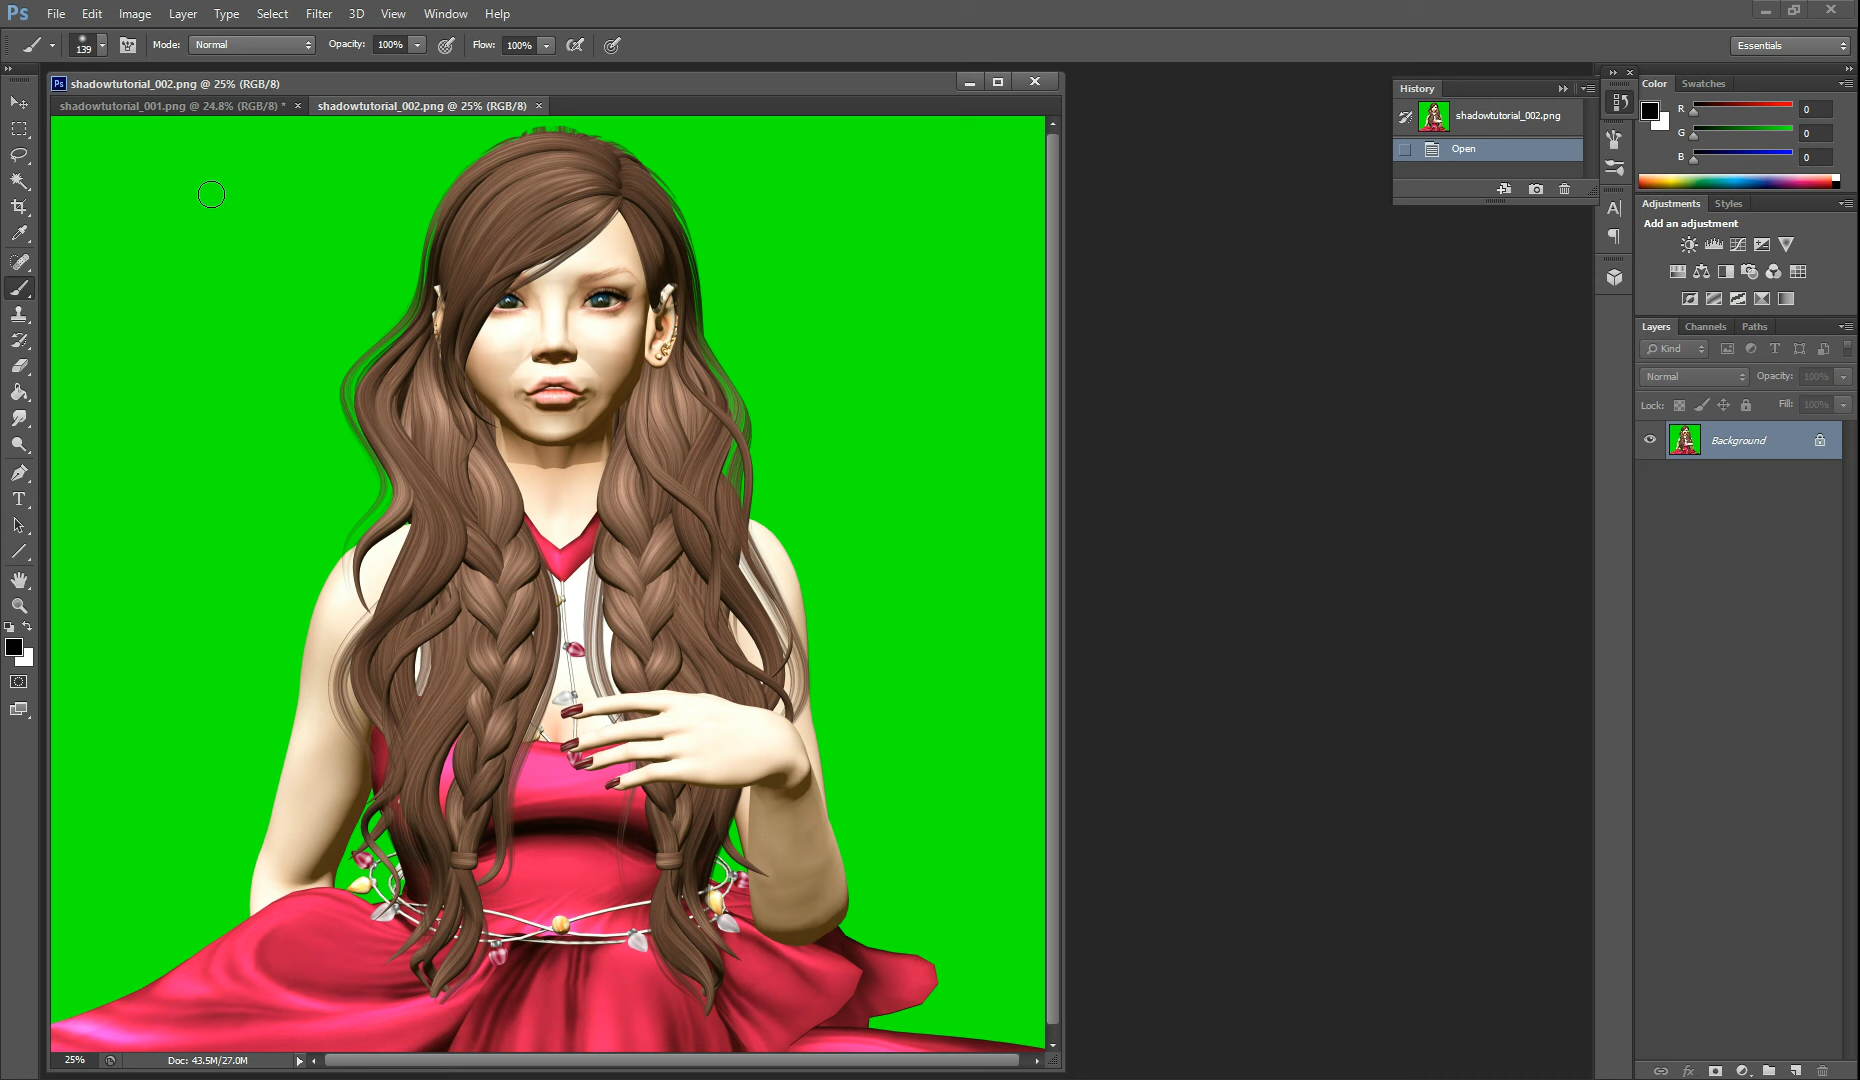 Ps File Edit Image Layer Type Select Filter 3D View Window Help
139 Mode: Normal Opacity: 100% Flow: 100% Essentials
Ps shadowtutorial_002.png @ 25% (RGB/8)
shadowtutorial_001.png @ 24.8% (RGB/8) * × shadowtutorial_002.png @ 25% (RGB/8) ×
History
shadowtutorial_002.png
Open
Color Swatches
R 0
G 0
B 0
Adjustments Styles
Add an adjustment
Layers Channels Paths
Kind
Normal Opacity: 100%
Lock: Fill: 100%
Background
25% Doc: 43.5M/27.0M